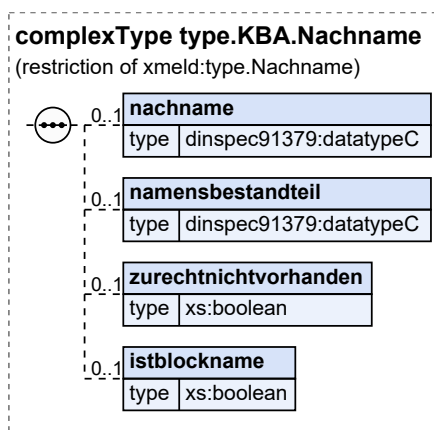 complexType type.KBA.Nachname
(restriction of xmeld:type.Nachname)
0..1 nachname
type dinspec91379:datatypeC
0..1 namensbestandteil
type dinspec91379:datatypeC
0..1 zurechtnichtvorhanden
type xs:boolean
0..1 istblockname
type xs:boolean